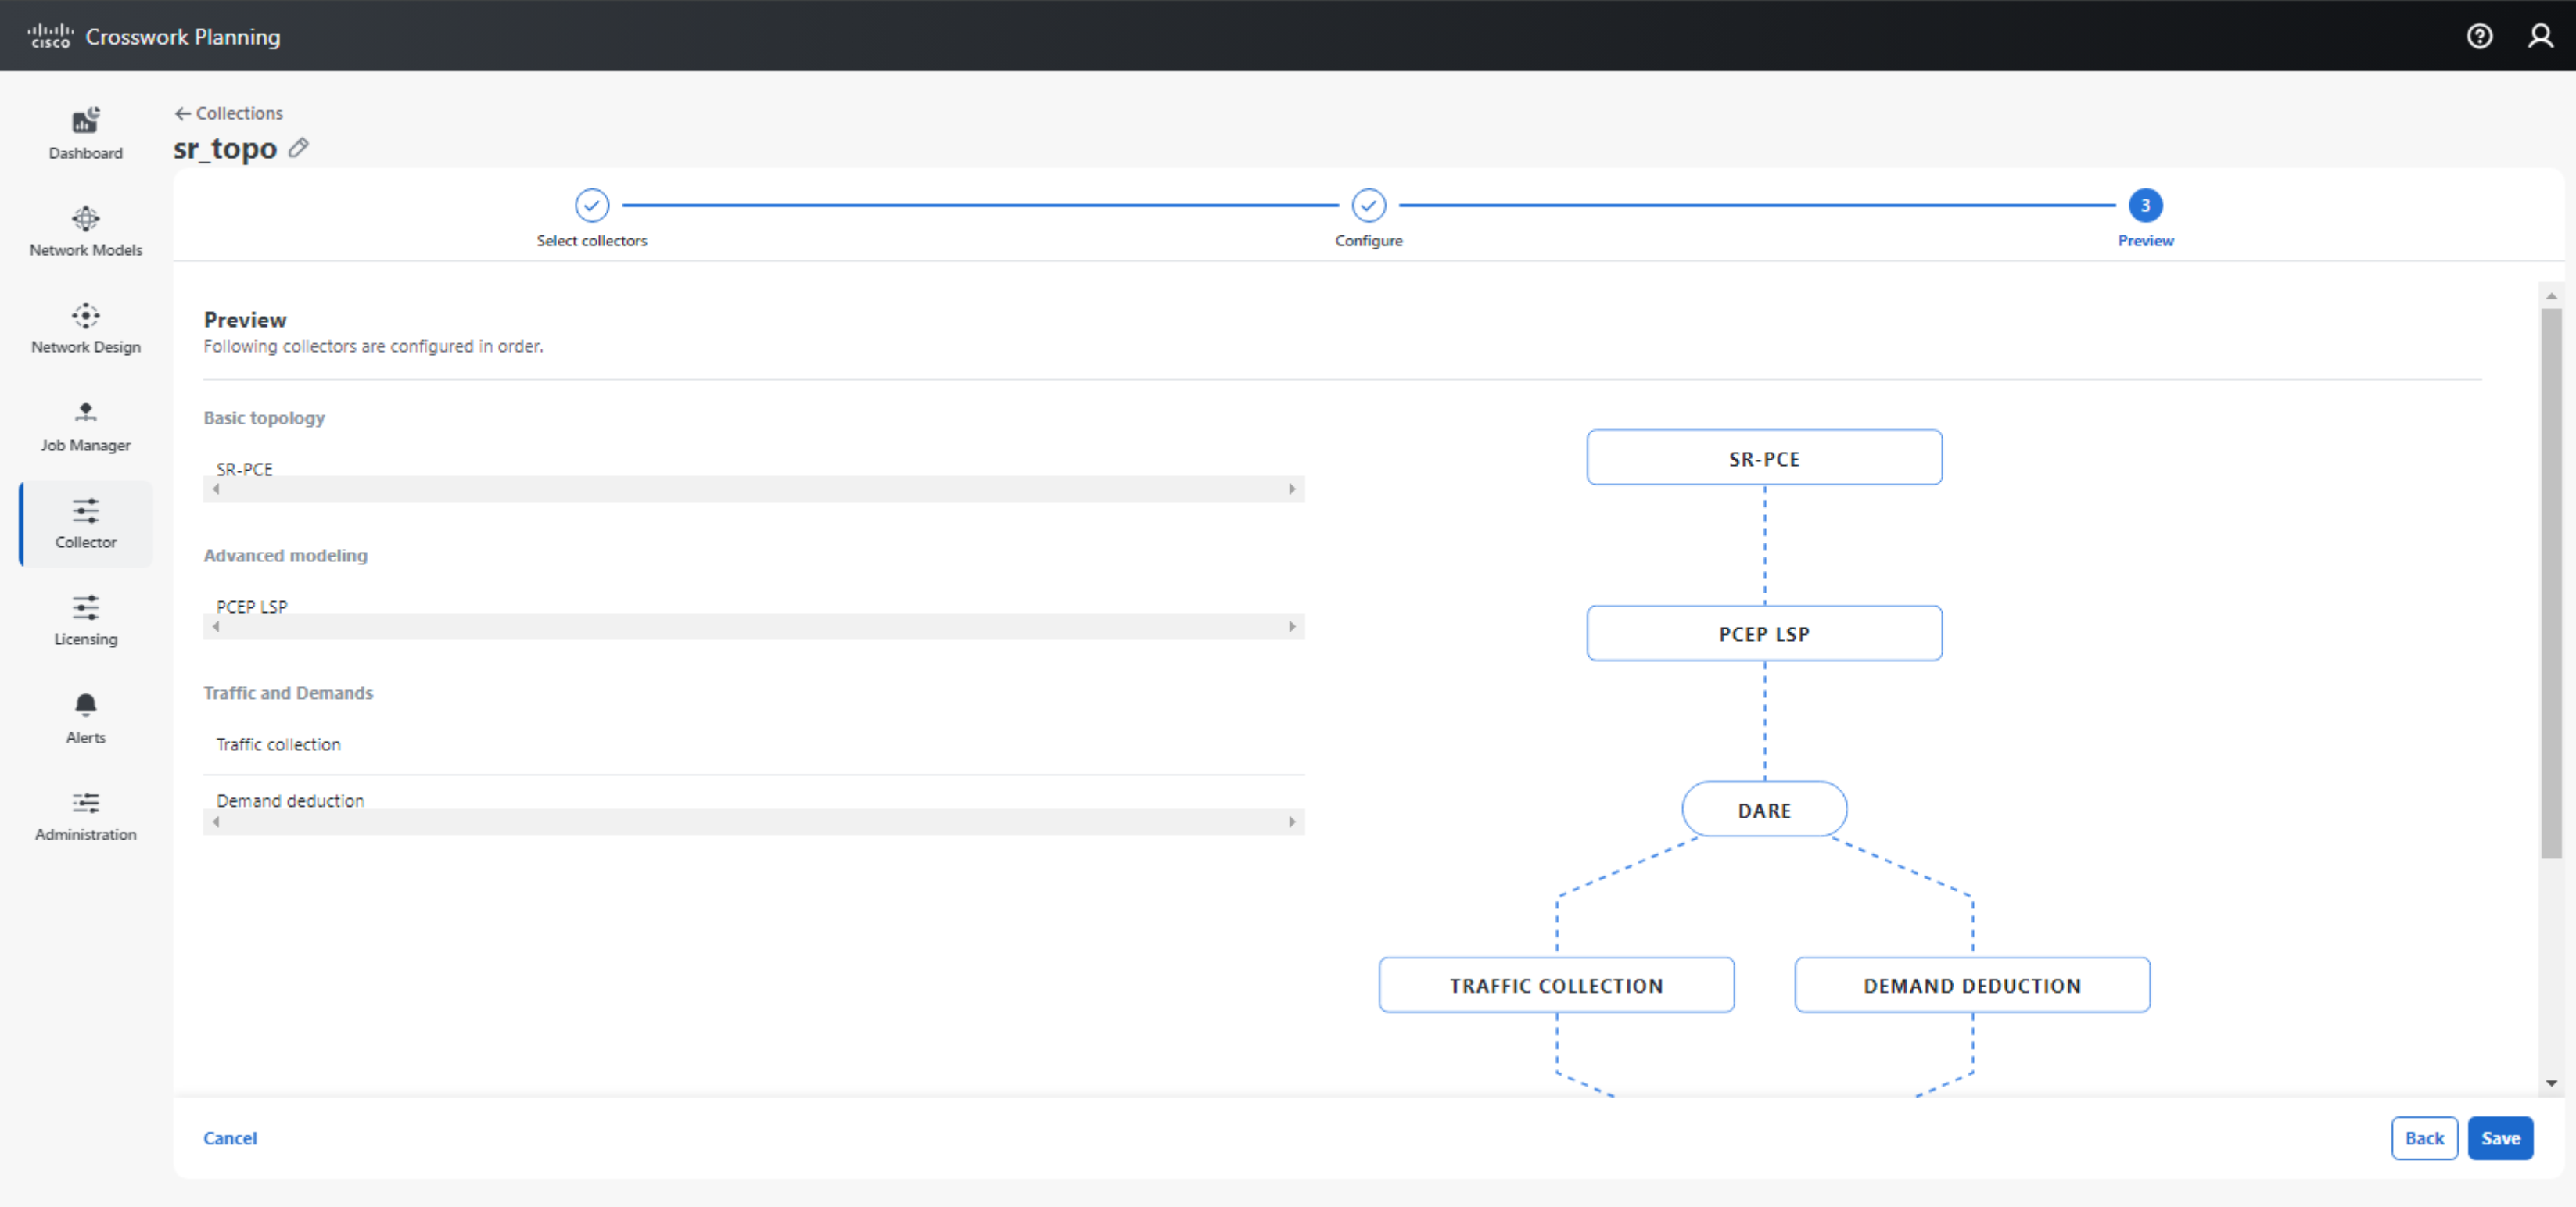 cisco Crosswork Planning
Dashboard
Network Models
Network Design
Job Manager
Collector
Licensing
Alerts
Administration
Collections
sr_topo
Select collectors
Configure
3
Preview
Preview
Following collectors are configured in order.
Basic topology
SR-PCE
Advanced modeling
PCEP LSP
Traffic and Demands
Traffic collection
Demand deduction
SR-PCE
PCEP LSP
DARE
TRAFFIC COLLECTION
DEMAND DEDUCTION
Cancel
Back
Save